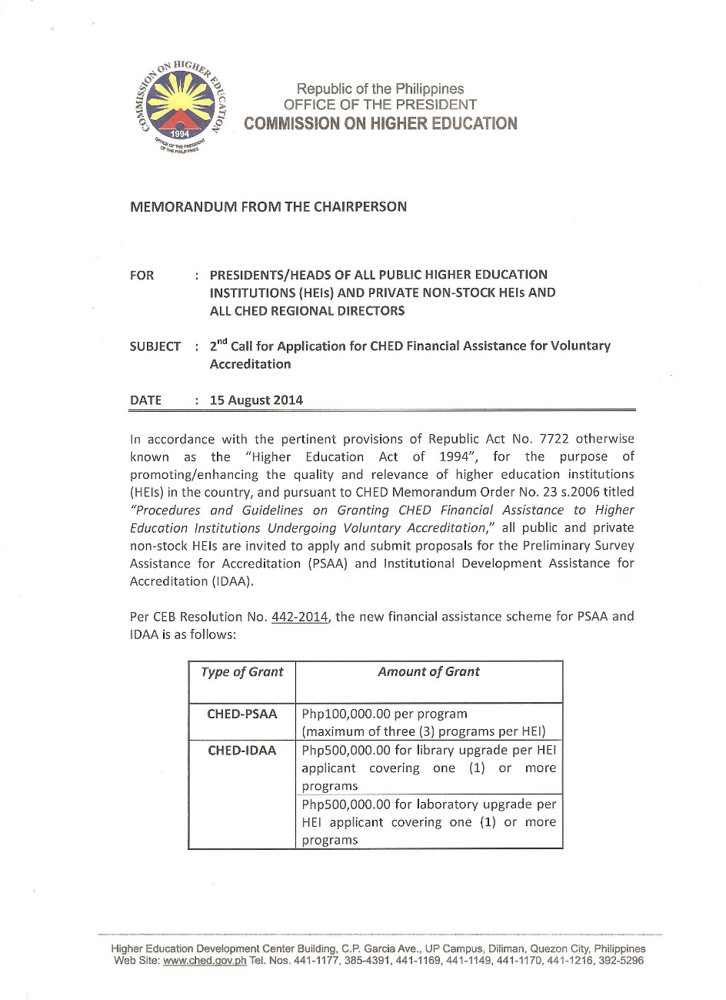 COMMISSION ON HIGHER EDUCATION
1994
OFFICE OF THE PRESIDENT
OF THE PHILIPPINES
Republic of the Philippines
OFFICE OF THE PRESIDENT
COMMISSION ON HIGHER EDUCATION
MEMORANDUM FROM THE CHAIRPERSON
FOR : PRESIDENTS/HEADS OF ALL PUBLIC HIGHER EDUCATION
INSTITUTIONS (HEIs) AND PRIVATE NON-STOCK HEIs AND
ALL CHED REGIONAL DIRECTORS
SUBJECT : 2nd Call for Application for CHED Financial Assistance for Voluntary
Accreditation
DATE : 15 August 2014
In accordance with the pertinent provisions of Republic Act No. 7722 otherwise
known as the “Higher Education Act of 1994”, for the purpose of
promoting/enhancing the quality and relevance of higher education institutions
(HEIs) in the country, and pursuant to CHED Memorandum Order No. 23 s.2006 titled
“Procedures and Guidelines on Granting CHED Financial Assistance to Higher
Education Institutions Undergoing Voluntary Accreditation,” all public and private
non-stock HEIs are invited to apply and submit proposals for the Preliminary Survey
Assistance for Accreditation (PSAA) and Institutional Development Assistance for
Accreditation (IDAA).
Per CEB Resolution No. 442-2014, the new financial assistance scheme for PSAA and
IDAA is as follows:
Type of Grant Amount of Grant
CHED-PSAA Php100,000.00 per program
(maximum of three (3) programs per HEI)
CHED-IDAA Php500,000.00 for library upgrade per HEI
applicant covering one (1) or more
programs
Php500,000.00 for laboratory upgrade per
HEI applicant covering one (1) or more
programs
Higher Education Development Center Building, C.P. Garcia Ave., UP Campus, Diliman, Quezon City, Philippines
Web Site: www.ched.gov.ph Tel. Nos. 441-1177, 385-4391, 441-1169, 441-1149, 441-1170, 441-1216, 392-5296